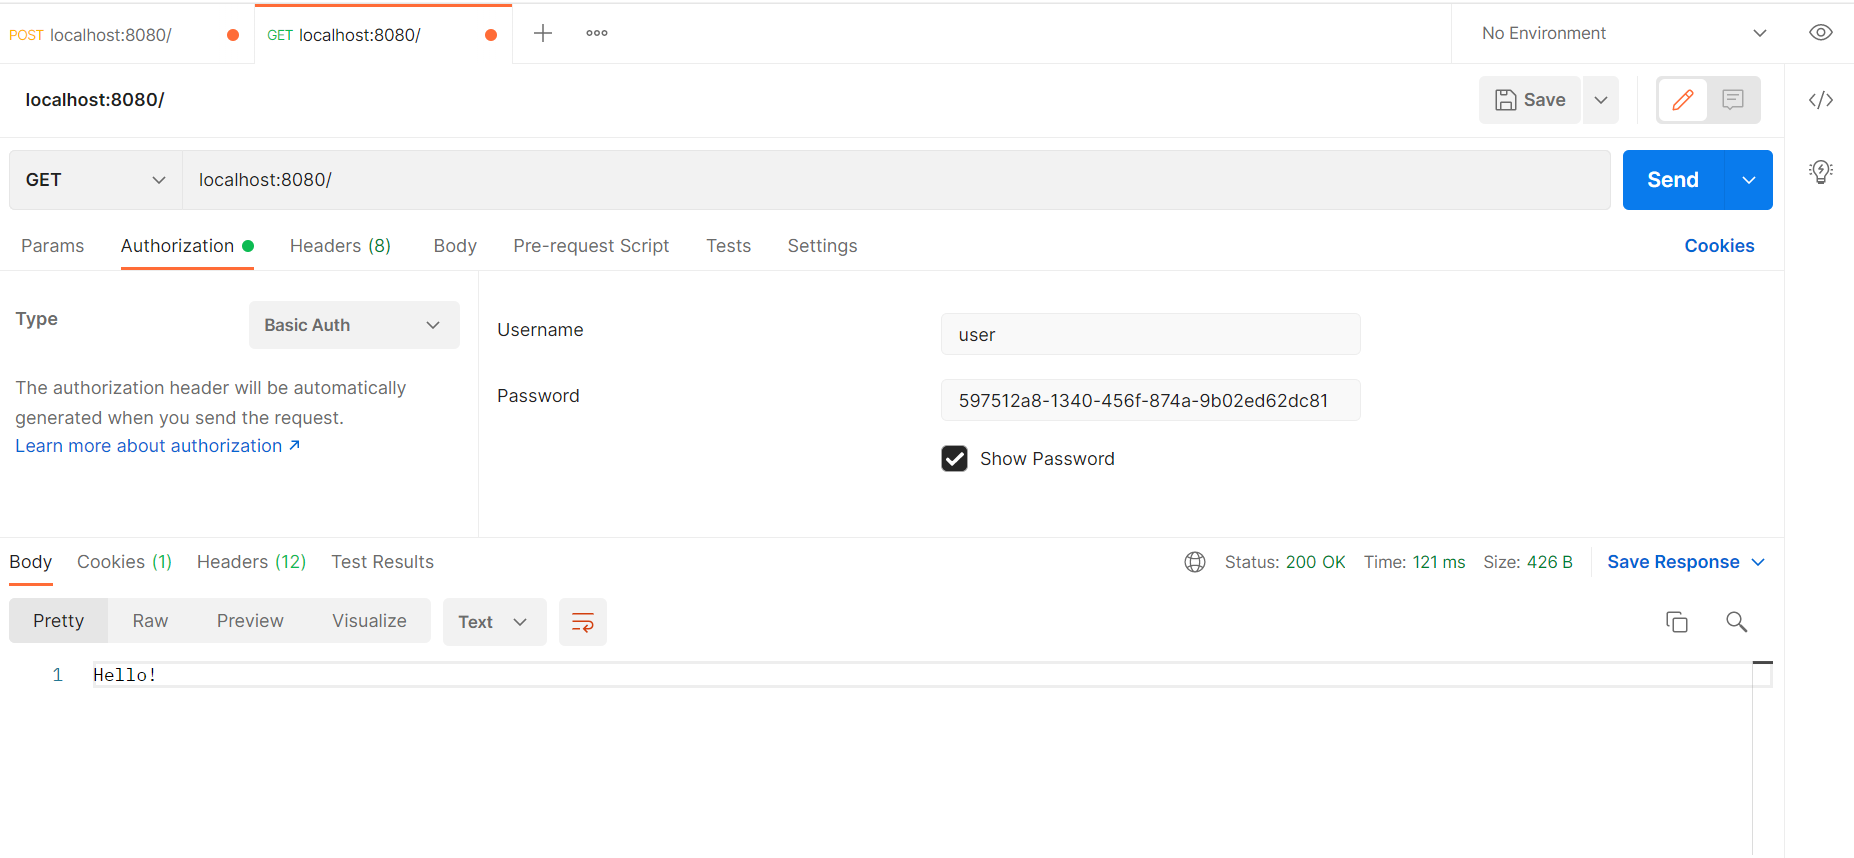 POST localhost:8080/ GET localhost:8080/ No Environment
localhost:8080/ Save
GET localhost:8080/ Send
Params Authorization Headers (8) Body Pre-request Script Tests Settings Cookies
Type Basic Auth
The authorization header will be automatically
generated when you send the request.
Learn more about authorization ↗
Username user
Password 597512a8-1340-456f-874a-9b02ed62dc81
Show Password
Body Cookies (1) Headers (12) Test Results Status: 200 OK Time: 121 ms Size: 426 B Save Response
Pretty Raw Preview Visualize Text
1 Hello!